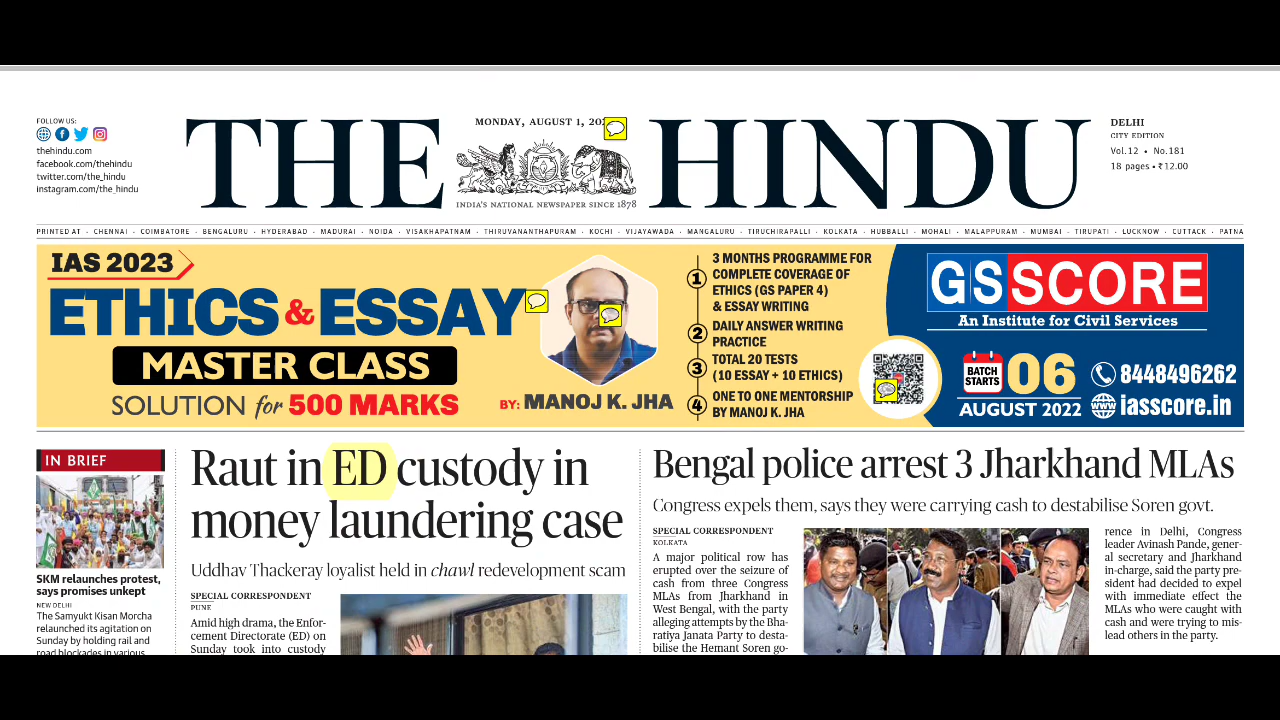 FOLLOW US:
thehindu.com
facebook.com/thehindu
twitter.com/the_hindu
instagram.com/the_hindu
MONDAY, AUGUST 1,
THE HINDU
INDIA'S NATIONAL NEWSPAPER SINCE 1878
DELHI
CITY EDITION
Vol.12 • No.181
18 pages • ₹12.00
PRINTED AT · CHENNAI · COIMBATORE · BENGALURU · HYDERABAD · MADURAI · NOIDA · VISAKHAPATNAM · THIRUVANANTHAPURAM · KOCHI · VIJAYAWADA · MANGALURU · TIRUCHIRAPALLI · KOLKATA · HUBBALLI · MOHALI · MALAPPURAM · MUMBAI · TIRUPATI · LUCKNOW · CUTTACK · PATNA
IAS 2023
ETHICS & ESSAY
MASTER CLASS
SOLUTION for 500 MARKS
BY: MANOJ K. JHA
1
3 MONTHS PROGRAMME FOR
COMPLETE COVERAGE OF
ETHICS (GS PAPER 4)
& ESSAY WRITING
2
DAILY ANSWER WRITING
PRACTICE
3
TOTAL 20 TESTS
(10 ESSAY + 10 ETHICS)
4
ONE TO ONE MENTORSHIP
BY MANOJ K. JHA
GSSCORE
An Institute for Civil Services
BATCH
STARTS
06
AUGUST 2022
8448496262
iasscore.in
IN BRIEF
SKM relaunches protest,
says promises unkept
NEW DELHI
The Samyukt Kisan Morcha
relaunched its agitation on
Sunday by holding rail and
road blockades in various
Raut in ED custody in
money laundering case
Uddhav Thackeray loyalist held in chawl redevelopment scam
SPECIAL CORRESPONDENT
PUNE
Amid high drama, the Enfor-
cement Directorate (ED) on
Sunday took into custody
Bengal police arrest 3 Jharkhand MLAs
Congress expels them, says they were carrying cash to destabilise Soren govt.
SPECIAL CORRESPONDENT
KOLKATA
A major political row has
erupted over the seizure of
cash from three Congress
MLAs from Jharkhand in
West Bengal, with the party
alleging attempts by the Bha-
ratiya Janata Party to desta-
bilise the Hemant Soren go-
rence in Delhi, Congress
leader Avinash Pande, gener-
al secretary and Jharkhand
in-charge, said the party pre-
sident had decided to expel
with immediate effect the
MLAs who were caught with
cash and were trying to mis-
lead others in the party.